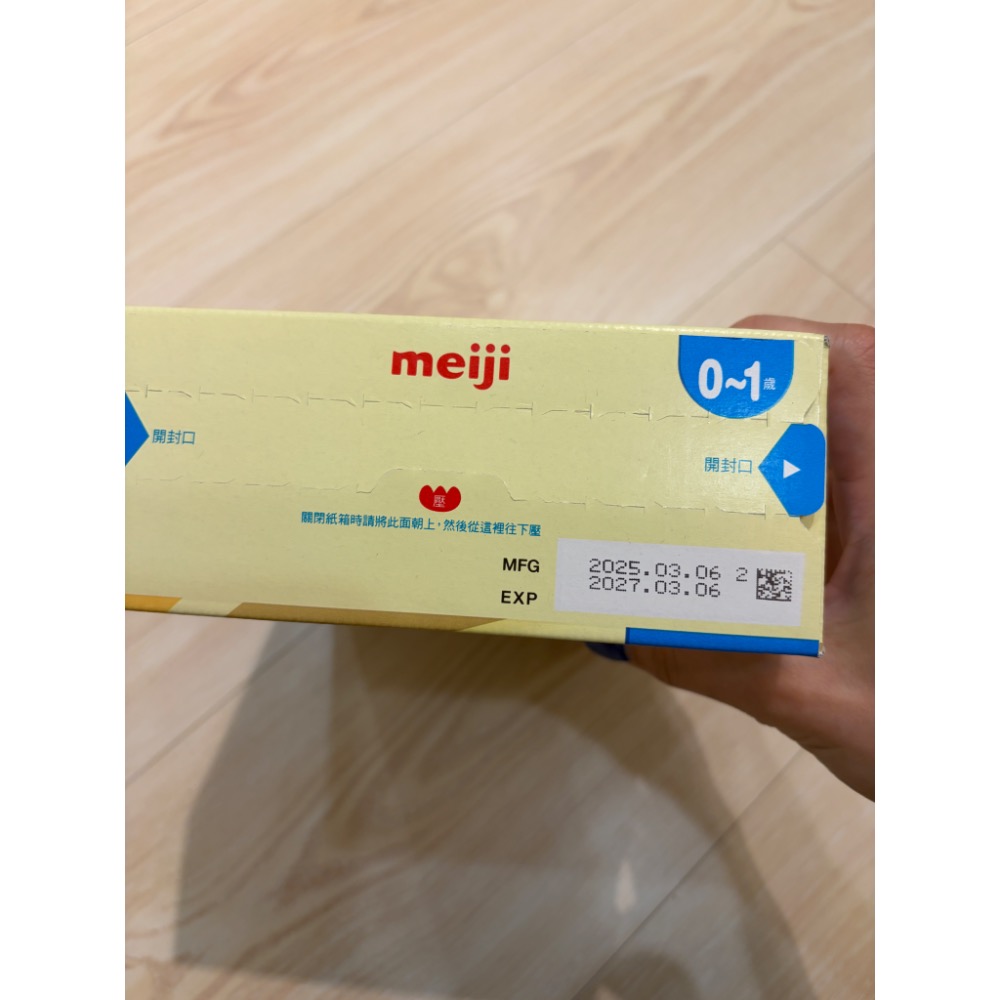 meiji
0~1歲
開封口
開封口
壓
關閉紙箱時請將此面朝上，然後從這裡往下壓
MFG 2025.03.06 2
EXP 2027.03.06